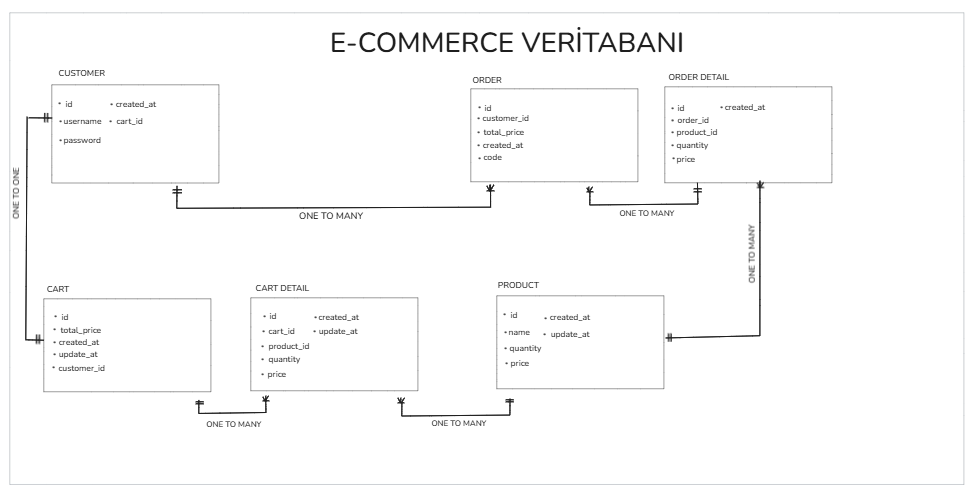 E-COMMERCE VERİTABANI
CUSTOMER
• id • created_at
• username • cart_id
• password
ORDER
• id
• customer_id
• total_price
• created_at
• code
ORDER DETAIL
• id • created_at
• order_id
• product_id
• quantity
• price
ONE TO ONE
ONE TO MANY
ONE TO MANY
ONE TO MANY
CART
• id
• total_price
• created_at
• update_at
• customer_id
CART DETAIL
• id • created_at
• cart_id • update_at
• product_id
• quantity
• price
PRODUCT
• id • created_at
• name • update_at
• quantity
• price
ONE TO MANY
ONE TO MANY